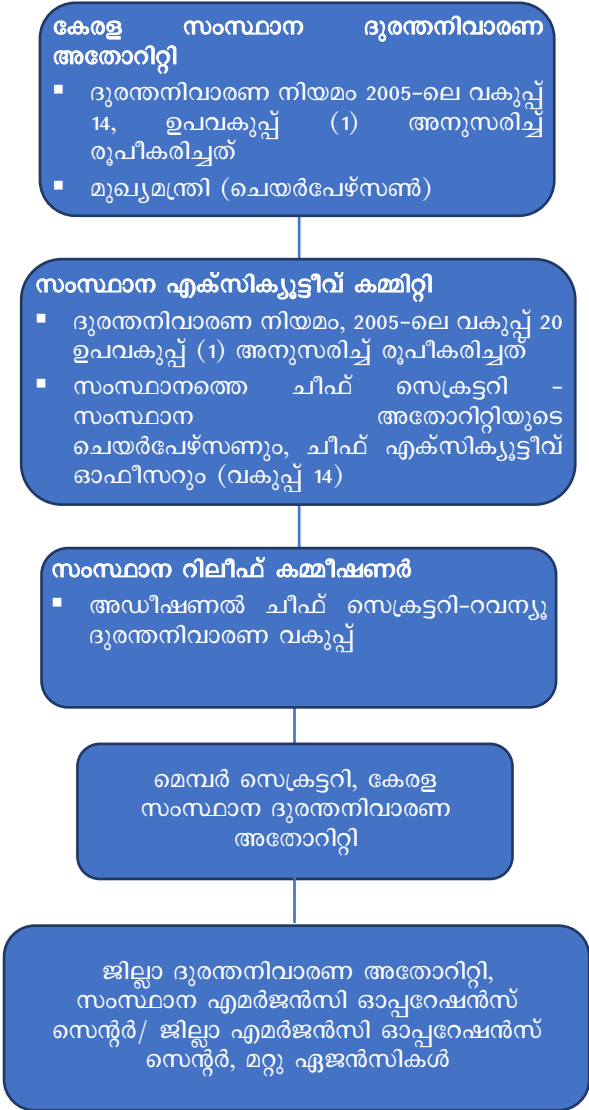 കേരള സംസ്ഥാന ദുരന്തനിവാരണ
അതോറിറ്റി
▪ ദുരന്തനിവാരണ നിയമം 2005-ലെ വകുപ്പ്
14, ഉപവകുപ്പ് (1) അനുസരിച്ച്
രൂപീകരിച്ചത്
▪ മുഖ്യമന്ത്രി (ചെയർപേഴ്സൺ)
സംസ്ഥാന എക്സിക്യൂട്ടീവ് കമ്മിറ്റി
▪ ദുരന്തനിവാരണ നിയമം, 2005-ലെ വകുപ്പ് 20
ഉപവകുപ്പ് (1) അനുസരിച്ച് രൂപീകരിച്ചത്
▪ സംസ്ഥാനത്തെ ചീഫ് സെക്രട്ടറി –
സംസ്ഥാന അതോറിറ്റിയുടെ
ചെയർപേഴ്സണും, ചീഫ് എക്സിക്യൂട്ടീവ്
ഓഫീസറും (വകുപ്പ് 14)
സംസ്ഥാന റിലീഫ് കമ്മീഷണർ
▪ അഡീഷണൽ ചീഫ് സെക്രട്ടറി-റവന്യൂ
ദുരന്തനിവാരണ വകുപ്പ്
മെമ്പർ സെക്രട്ടറി, കേരള
സംസ്ഥാന ദുരന്തനിവാരണ
അതോറിറ്റി
ജില്ലാ ദുരന്തനിവാരണ അതോറിറ്റി,
സംസ്ഥാന എമർജൻസി ഓപ്പറേഷൻസ്
സെന്റർ/ ജില്ലാ എമർജൻസി ഓപ്പറേഷൻസ്
സെന്റർ, മറ്റു ഏജൻസികൾ